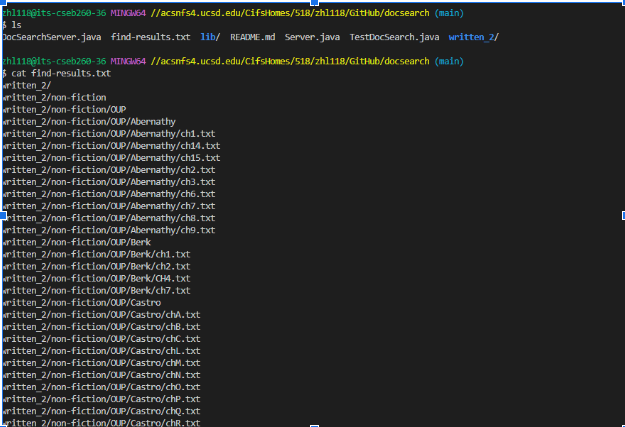 zhl118@its-cseb260-36 MINGW64 //acsnfs4.ucsd.edu/CifsHomes/518/zhl118/GitHub/docsearch (main)
$ ls
DocSearchServer.java find-results.txt lib/ README.md Server.java TestDocSearch.java written_2/
zhl118@its-cseb260-36 MINGW64 //acsnfs4.ucsd.edu/CifsHomes/518/zhl118/GitHub/docsearch (main)
$ cat find-results.txt
written_2/
written_2/non-fiction
written_2/non-fiction/OUP
written_2/non-fiction/OUP/Abernathy
written_2/non-fiction/OUP/Abernathy/ch1.txt
written_2/non-fiction/OUP/Abernathy/ch14.txt
written_2/non-fiction/OUP/Abernathy/ch15.txt
written_2/non-fiction/OUP/Abernathy/ch2.txt
written_2/non-fiction/OUP/Abernathy/ch3.txt
written_2/non-fiction/OUP/Abernathy/ch6.txt
written_2/non-fiction/OUP/Abernathy/ch7.txt
written_2/non-fiction/OUP/Abernathy/ch8.txt
written_2/non-fiction/OUP/Abernathy/ch9.txt
written_2/non-fiction/OUP/Berk
written_2/non-fiction/OUP/Berk/ch1.txt
written_2/non-fiction/OUP/Berk/ch2.txt
written_2/non-fiction/OUP/Berk/CH4.txt
written_2/non-fiction/OUP/Berk/ch7.txt
written_2/non-fiction/OUP/Castro
written_2/non-fiction/OUP/Castro/chA.txt
written_2/non-fiction/OUP/Castro/chB.txt
written_2/non-fiction/OUP/Castro/chC.txt
written_2/non-fiction/OUP/Castro/chL.txt
written_2/non-fiction/OUP/Castro/chM.txt
written_2/non-fiction/OUP/Castro/chN.txt
written_2/non-fiction/OUP/Castro/chO.txt
written_2/non-fiction/OUP/Castro/chP.txt
written_2/non-fiction/OUP/Castro/chQ.txt
written_2/non-fiction/OUP/Castro/chR.txt